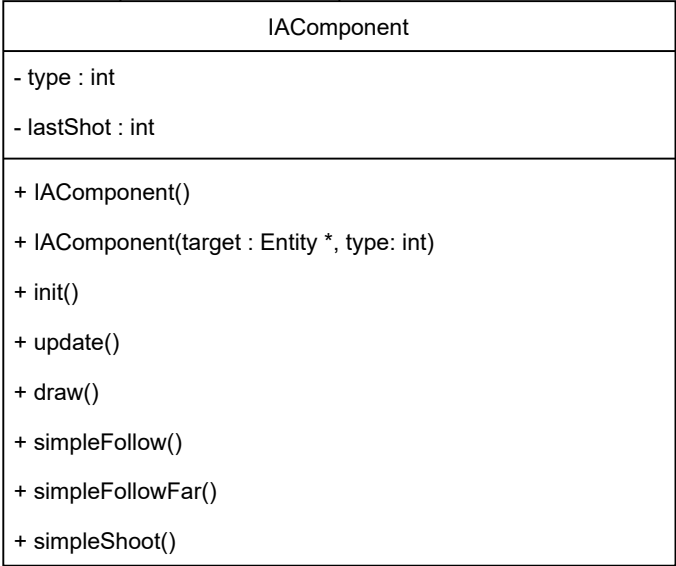 IAComponent
- type : int
- lastShot : int
+ IAComponent()
+ IAComponent(target : Entity *, type: int)
+ init()
+ update()
+ draw()
+ simpleFollow()
+ simpleFollowFar()
+ simpleShoot()